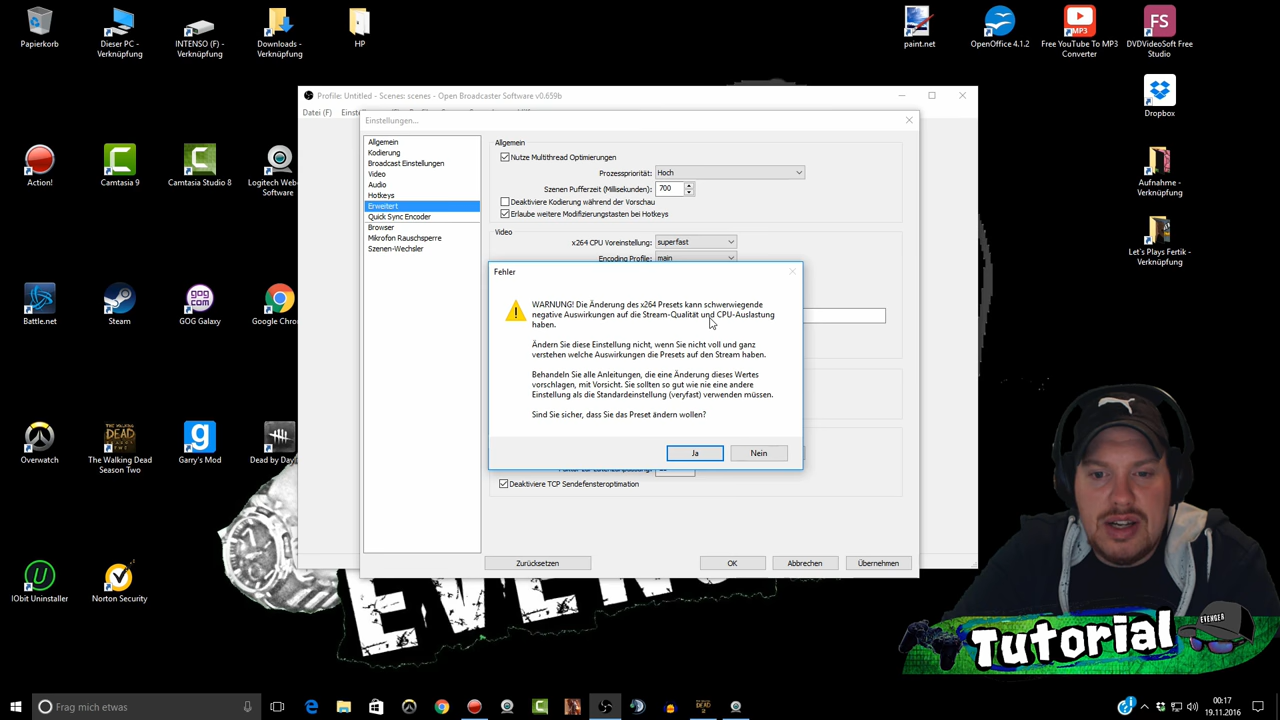 Papierkorb
Dieser PC -
Verknüpfung
INTENSO (F) -
Verknüpfung
Downloads -
Verknüpfung
HP
paint.net
OpenOffice 4.1.2
Free YouTube To MP3
Converter
DVDVideoSoft Free
Studio
Dropbox
Action!
Camtasia 9
Camtasia Studio 8
Logitech Web-
Software
Aufnahme -
Verknüpfung
Battle.net
Steam
GOG Galaxy
Google Chro
Let's Plays Fertik -
Verknüpfung
Overwatch
The Walking Dead
Season Two
Garry's Mod
Dead by Day
IObit Uninstaller
Norton Security
Profile: Untitled - Scenes: scenes - Open Broadcaster Software v0.659b
Datei (F)
Einst
Einstellungen...
Allgemein
Kodierung
Broadcast Einstellungen
Video
Audio
Hotkeys
Erweitert
Quick Sync Encoder
Browser
Mikrofon Rauschsperre
Szenen-Wechsler
Allgemein
Nutze Multithread Optimierungen
Prozesspriorität: Hoch
Szenen Pufferzeit (Millisekunden): 700
Deaktiviere Kodierung während der Vorschau
Erlaube weitere Modifizierungstasten bei Hotkeys
Video
x264 CPU Voreinstellung: superfast
Encoding Profile: main
Fehler
WARNUNG! Die Änderung des x264 Presets kann schwerwiegende
negative Auswirkungen auf die Stream-Qualität und CPU-Auslastung
haben.
Ändern Sie diese Einstellung nicht, wenn Sie nicht voll und ganz
verstehen welche Auswirkungen die Presets auf den Stream haben.
Behandeln Sie alle Anleitungen, die eine Änderung dieses Wertes
vorschlagen, mit Vorsicht. Sie sollten so gut wie nie eine andere
Einstellung als die Standardeinstellung (veryfast) verwenden müssen.
Sind Sie sicher, dass Sie das Preset ändern wollen?
Ja
Nein
Deaktiviere TCP Sendefensteroptimation
Zurücksetzen
OK
Abbrechen
Übernehmen
Tutorial
EVENGER
Frag mich etwas
00:17
19.11.2016